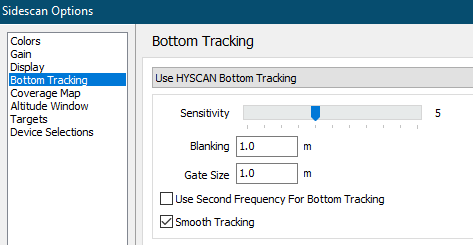 Sidescan Options
Colors
Gain
Display
Bottom Tracking
Coverage Map
Altitude Window
Targets
Device Selections
Bottom Tracking
Use HYSCAN Bottom Tracking
Sensitivity 5
Blanking 1.0 m
Gate Size 1.0 m
Use Second Frequency For Bottom Tracking
Smooth Tracking